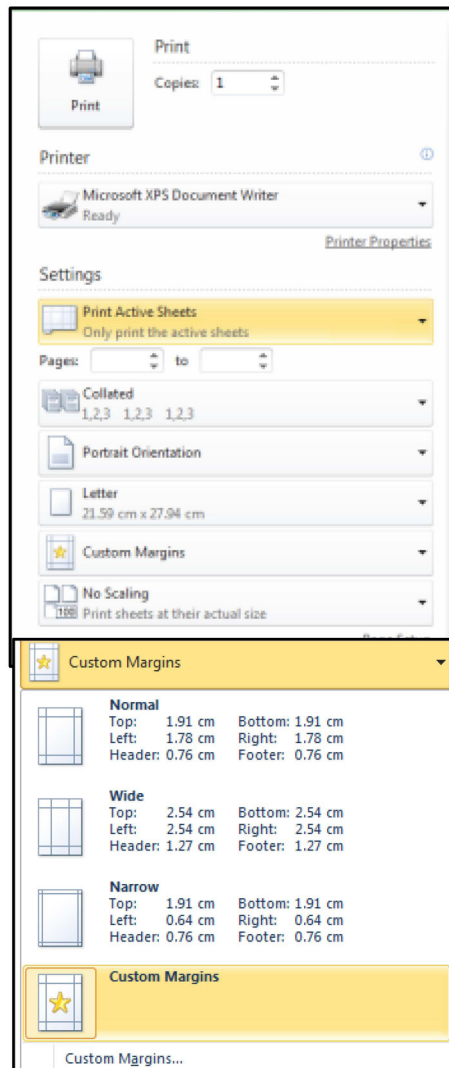 Print
Copies: 1
Print
Printer
Microsoft XPS Document Writer
Ready
Printer Properties
Settings
Print Active Sheets
Only print the active sheets
Pages: to
Collated
1,2,3 1,2,3 1,2,3
Portrait Orientation
Letter
21.59 cm x 27.94 cm
Custom Margins
No Scaling
100 Print sheets at their actual size
Custom Margins
Normal
Top: 1.91 cm Bottom: 1.91 cm
Left: 1.78 cm Right: 1.78 cm
Header: 0.76 cm Footer: 0.76 cm
Wide
Top: 2.54 cm Bottom: 2.54 cm
Left: 2.54 cm Right: 2.54 cm
Header: 1.27 cm Footer: 1.27 cm
Narrow
Top: 1.91 cm Bottom: 1.91 cm
Left: 0.64 cm Right: 0.64 cm
Header: 0.76 cm Footer: 0.76 cm
Custom Margins
Custom Margins...